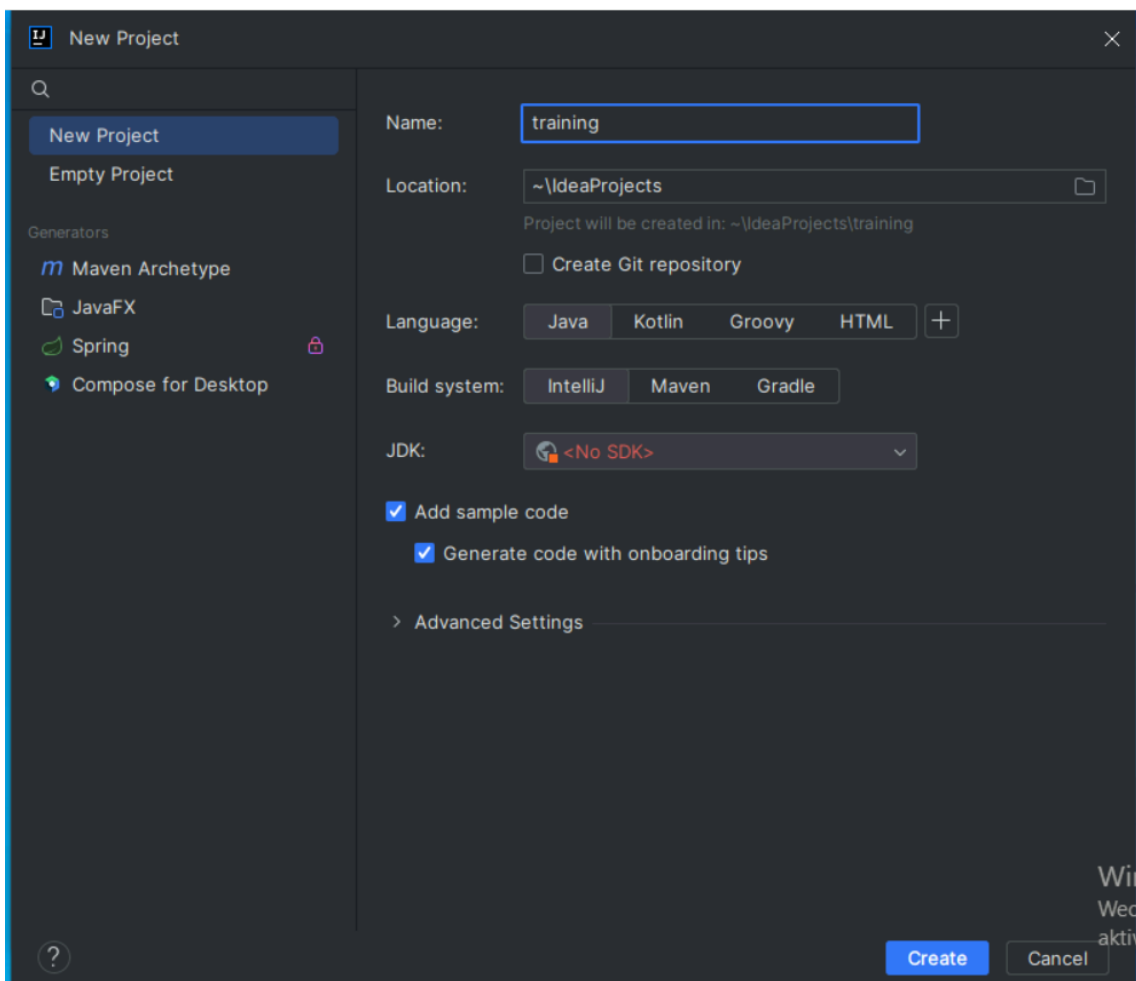 New Project
New Project
Empty Project
Generators
Maven Archetype
JavaFX
Spring
Compose for Desktop
Name: training
Location: ~\IdeaProjects
Project will be created in: ~\IdeaProjects\training
Create Git repository
Language: Java Kotlin Groovy HTML
Build system: IntelliJ Maven Gradle
JDK: <No SDK>
Add sample code
Generate code with onboarding tips
Advanced Settings
? Create Cancel